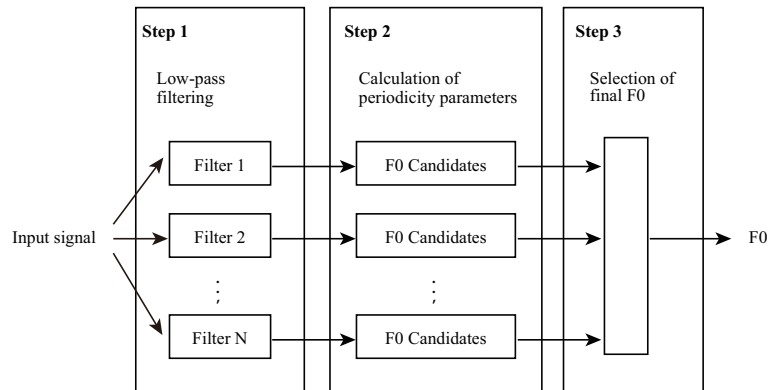 Step 1
Low-pass
filtering
Step 2
Calculation of
periodicity parameters
Step 3
Selection of
final F0
Input signal
Filter 1
F0 Candidates
Filter 2
F0 Candidates
Filter N
F0 Candidates
F0